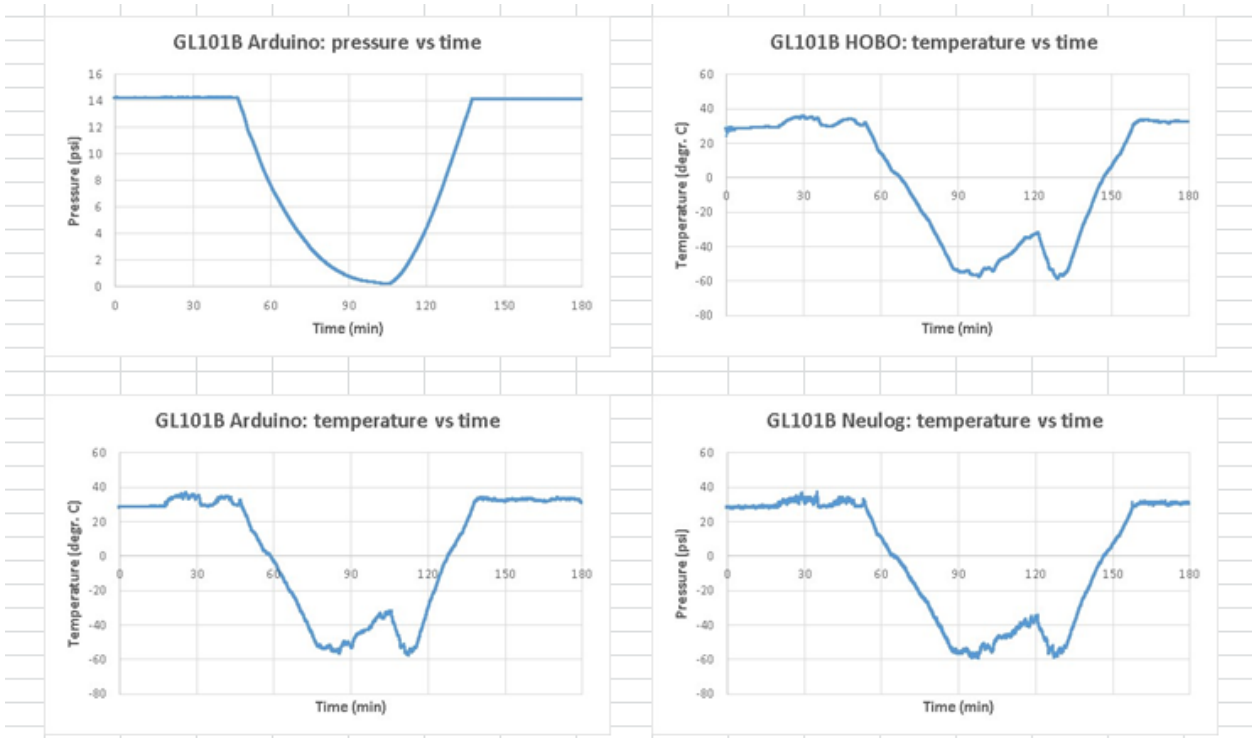 GL101B Arduino: pressure vs time
Pressure (psi)
16
14
12
10
8
6
4
2
0
0 30 60 90 120 150 180
Time (min)
GL101B HOBO: temperature vs time
Temperature (degr. C)
60
40
20
0
-20
-40
-60
-80
0 30 60 90 120 150 180
Time (min)
GL101B Arduino: temperature vs time
Temperature (degr. C)
60
40
20
0
-20
-40
-60
-80
0 30 60 90 120 150 180
Time (min)
GL101B Neulog: temperature vs time
Pressure (psi)
60
40
20
0
-20
-40
-60
-80
0 30 60 90 120 150 180
Time (min)